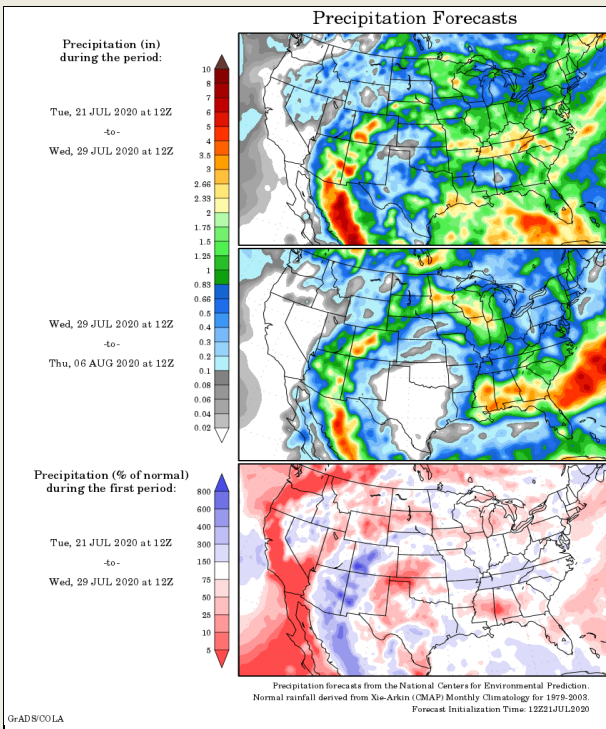 Precipitation Forecasts
Precipitation (in)
during the period:
Tue, 21 JUL 2020 at 12Z
-to-
Wed, 29 JUL 2020 at 12Z
10
8
7
6
5
4
3.5
3
2.66
2.33
2
1.75
1.5
1.25
1
0.83
0.66
0.5
0.4
0.3
0.2
0.1
0.08
0.06
0.04
0.02
Wed, 29 JUL 2020 at 12Z
-to-
Thu, 06 AUG 2020 at 12Z
Precipitation (% of normal)
during the first period:
Tue, 21 JUL 2020 at 12Z
-to-
Wed, 29 JUL 2020 at 12Z
800
600
400
300
150
75
50
25
10
5
Precipitation forecasts from the National Centers for Environmental Prediction.
Normal rainfall derived from Xie-Arkin (CMAP) Monthly Climatology for 1979-2003.
Forecast Initialization Time: 12Z21JUL2020
GrADS/COLA